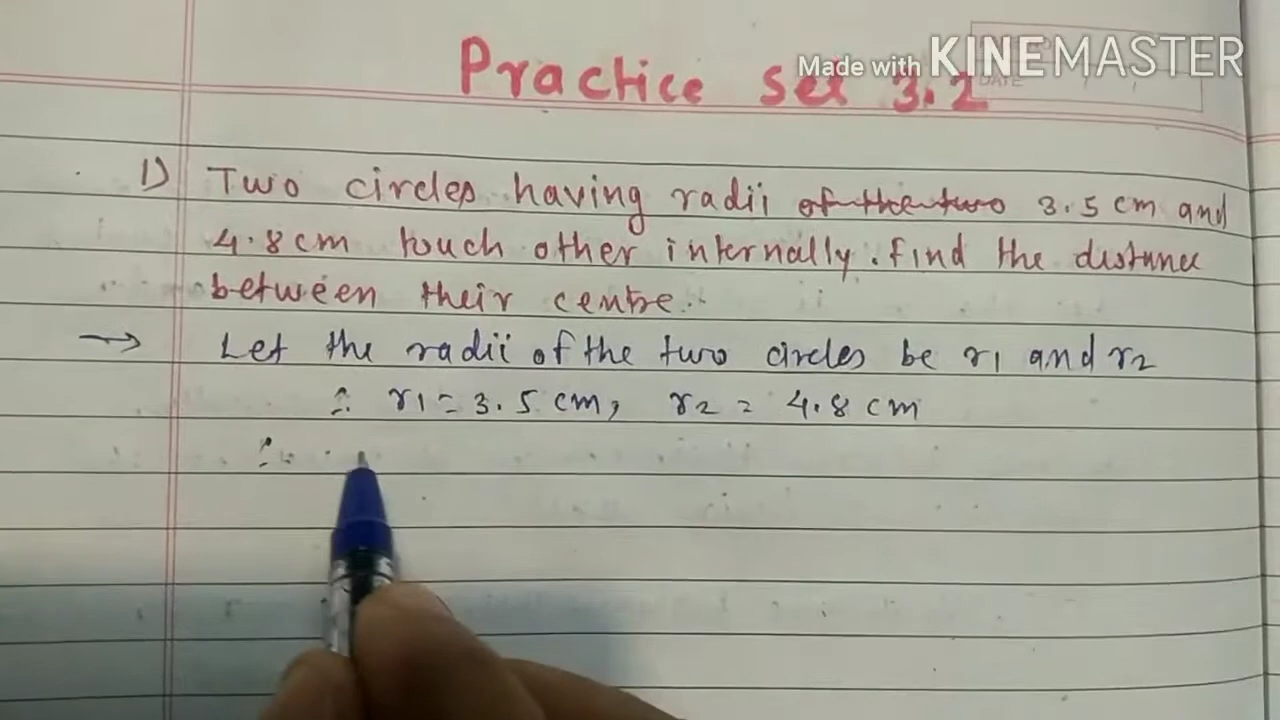 Made with KINEMASTER
Practice Set 3.2
DATE
1) Two circles having radii of the two 3.5 cm and
4.8cm touch other internally. Find the distance
between their centre.
→ Let the radii of the two circles be r1 and r2
∴ r1 = 3.5 cm, r2 = 4.8 cm
∴